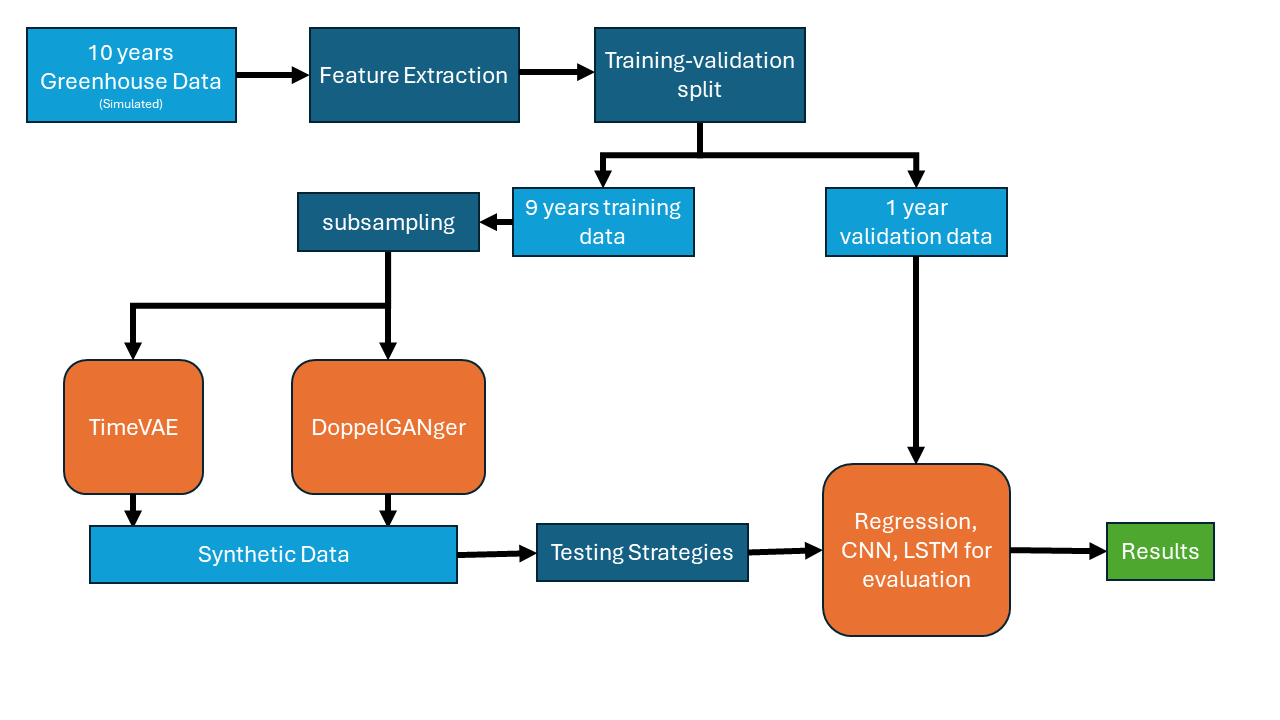 10 years
Greenhouse Data
(Simulated)
Feature Extraction
Training-validation
split
subsampling
9 years training
data
1 year
validation data
TimeVAE
DoppelGANger
Synthetic Data
Testing Strategies
Regression,
CNN, LSTM for
evaluation
Results